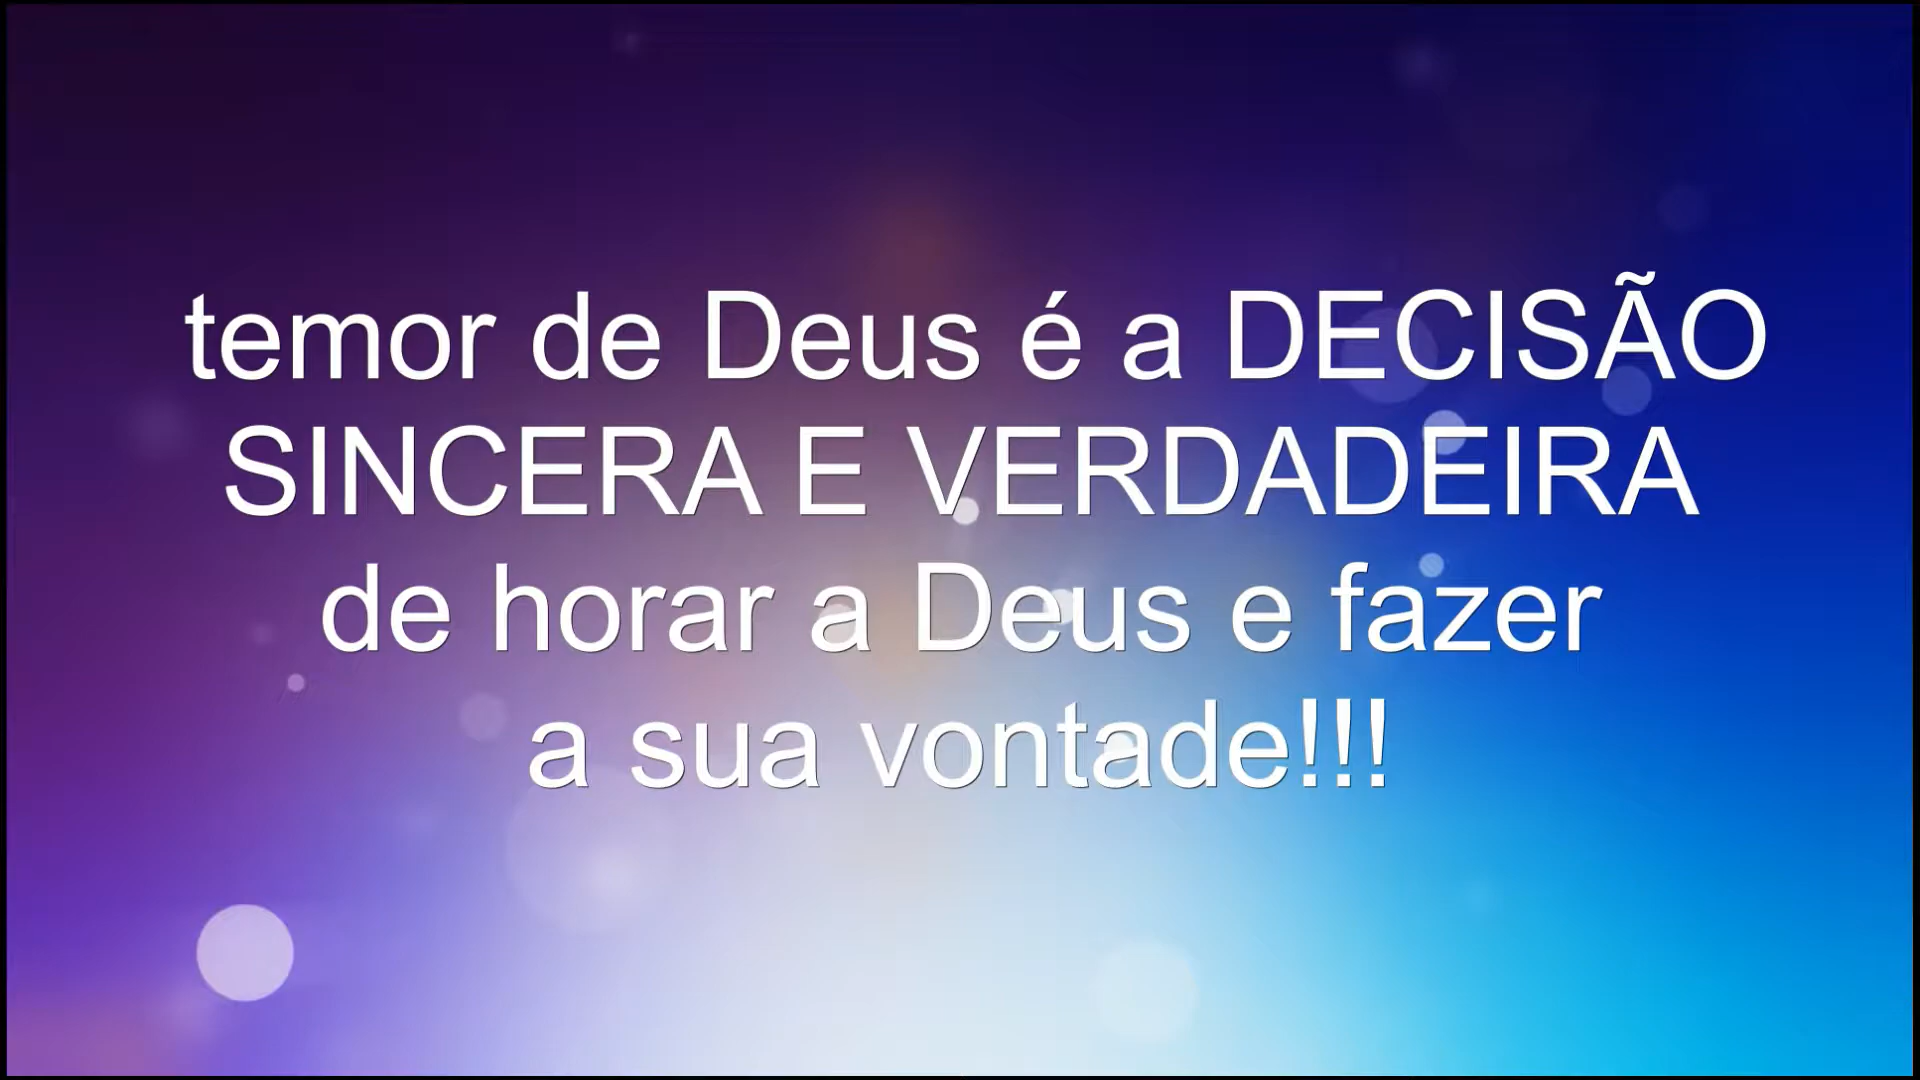 temor de Deus é a DECISÃO
SINCERA E VERDADEIRA
de horar a Deus e fazer
a sua vontade!!!